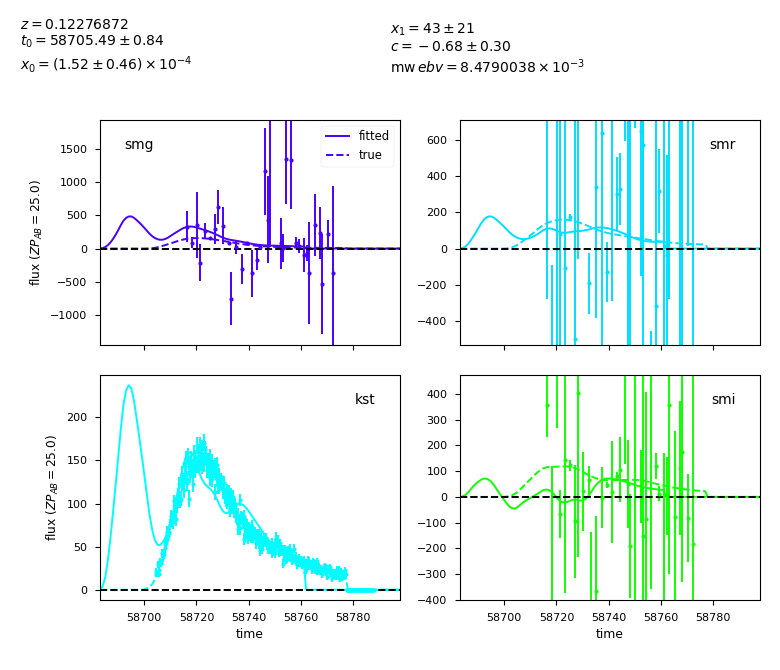 z = 0.12276872
t₀ = 58705.49 ± 0.84
x₀ = (1.52 ± 0.46) × 10⁻⁴
x₁ = 43 ± 21
c = −0.68 ± 0.30
mw ebv = 8.4790038 × 10⁻³
smg
fitted
true
1500
1000
500
0
−500
−1000
flux (ZP_AB = 25.0)
smr
600
400
200
0
−200
−400
kst
200
150
100
50
0
flux (ZP_AB = 25.0)
58700 58720 58740 58760 58780
time
smi
400
300
200
100
0
−100
−200
−300
−400
58700 58720 58740 58760 58780
time